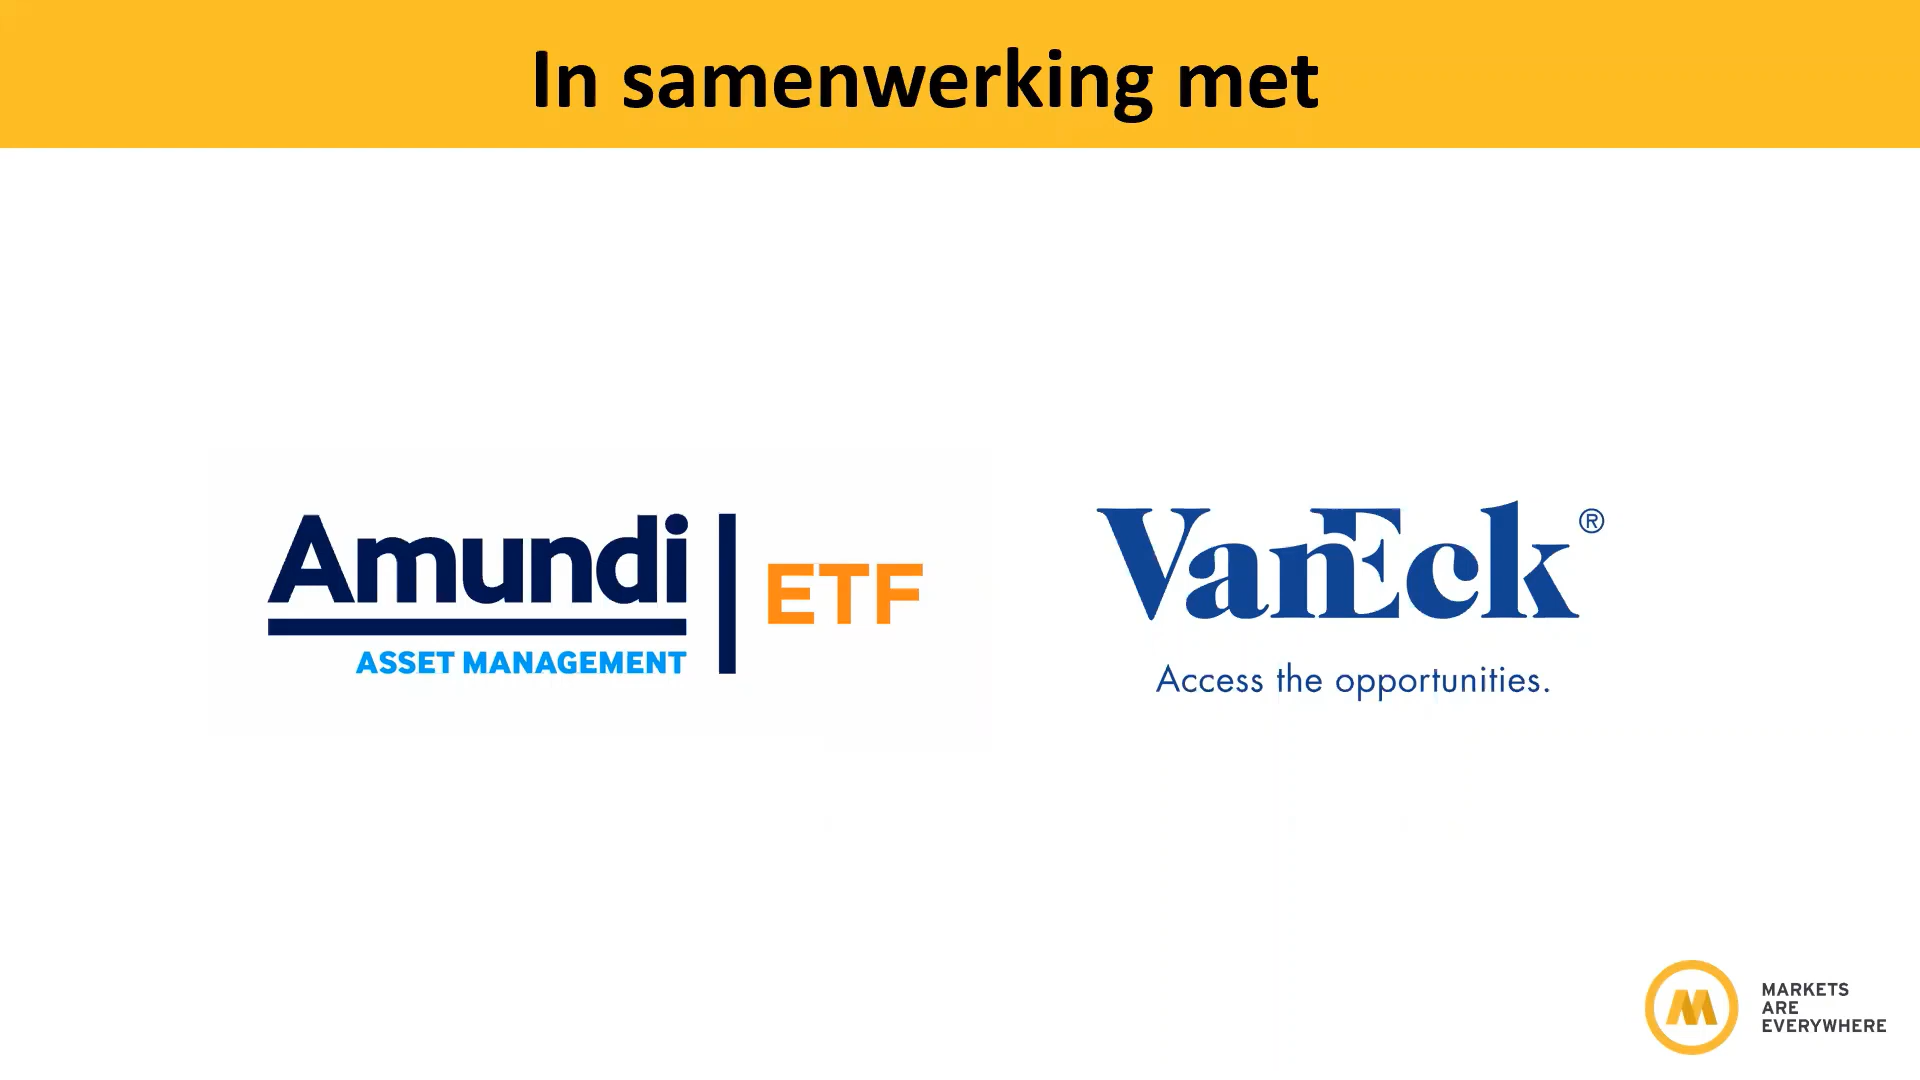 In samenwerking met
Amundi
ASSET MANAGEMENT
ETF
VanEck®
Access the opportunities.
MARKETS
ARE
EVERYWHERE